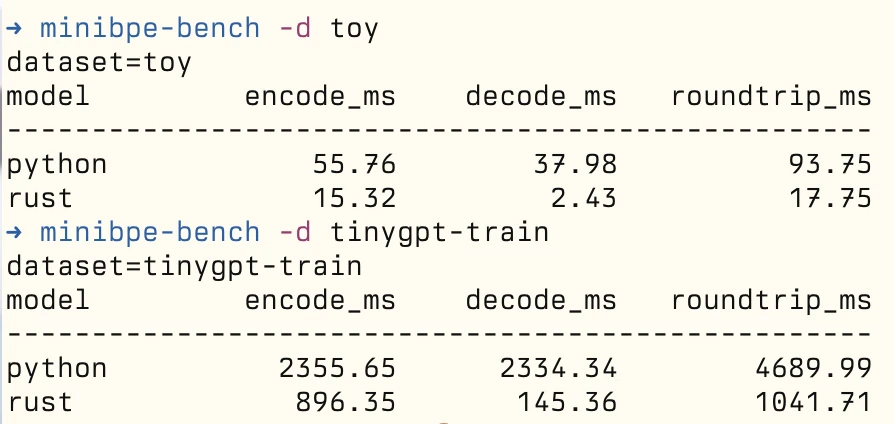 → minibpe-bench -d toy
dataset=toy
model         encode_ms    decode_ms   roundtrip_ms
----------------------------------------------------
python            55.76        37.98          93.75
rust              15.32         2.43          17.75
→ minibpe-bench -d tinygpt-train
dataset=tinygpt-train
model         encode_ms    decode_ms   roundtrip_ms
----------------------------------------------------
python          2355.65      2334.34        4689.99
rust             896.35       145.36        1041.71